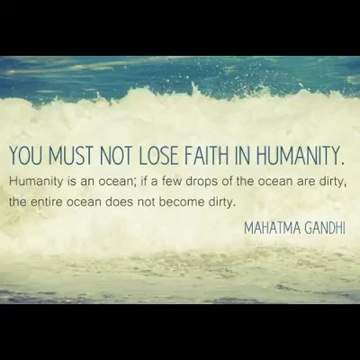 YOU MUST NOT LOSE FAITH IN HUMANITY.
Humanity is an ocean; if a few drops of the ocean are dirty,
the entire ocean does not become dirty.
MAHATMA GANDHI